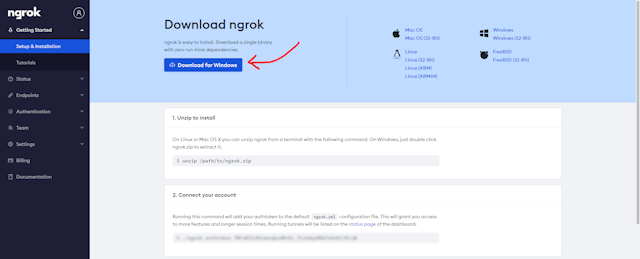 ngrok
Getting Started
Setup & Installation
Tutorials
Status
Endpoints
Authentication
Team
Settings
Billing
Documentation
Download ngrok
ngrok is easy to install. Download a single binary
with zero run-time dependencies.
Download for Windows
Mac OS
Mac OS (32-Bit)
Linux
Linux (32-Bit)
Linux (ARM)
Linux (ARM64)
Windows
Windows (32-Bit)
FreeBSD
FreeBSD (32-Bit)
1. Unzip to install
On Linux or Mac OS X you can unzip ngrok from a terminal with the following command. On Windows, just double click
ngrok.zip to extract it.
$ unzip /path/to/ngrok.zip
2. Connect your account
Running this command will add your authtoken to the default ngrok.yml configuration file. This will grant you access
to more features and longer session times. Running tunnels will be listed on the status page of the dashboard.